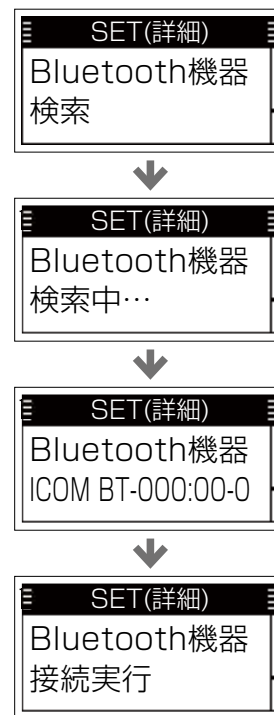 SET(詳細)
Bluetooth機器
検索
SET(詳細)
Bluetooth機器
検索中…
SET(詳細)
Bluetooth機器
ICOM BT-000:00-0
SET(詳細)
Bluetooth機器
接続実行